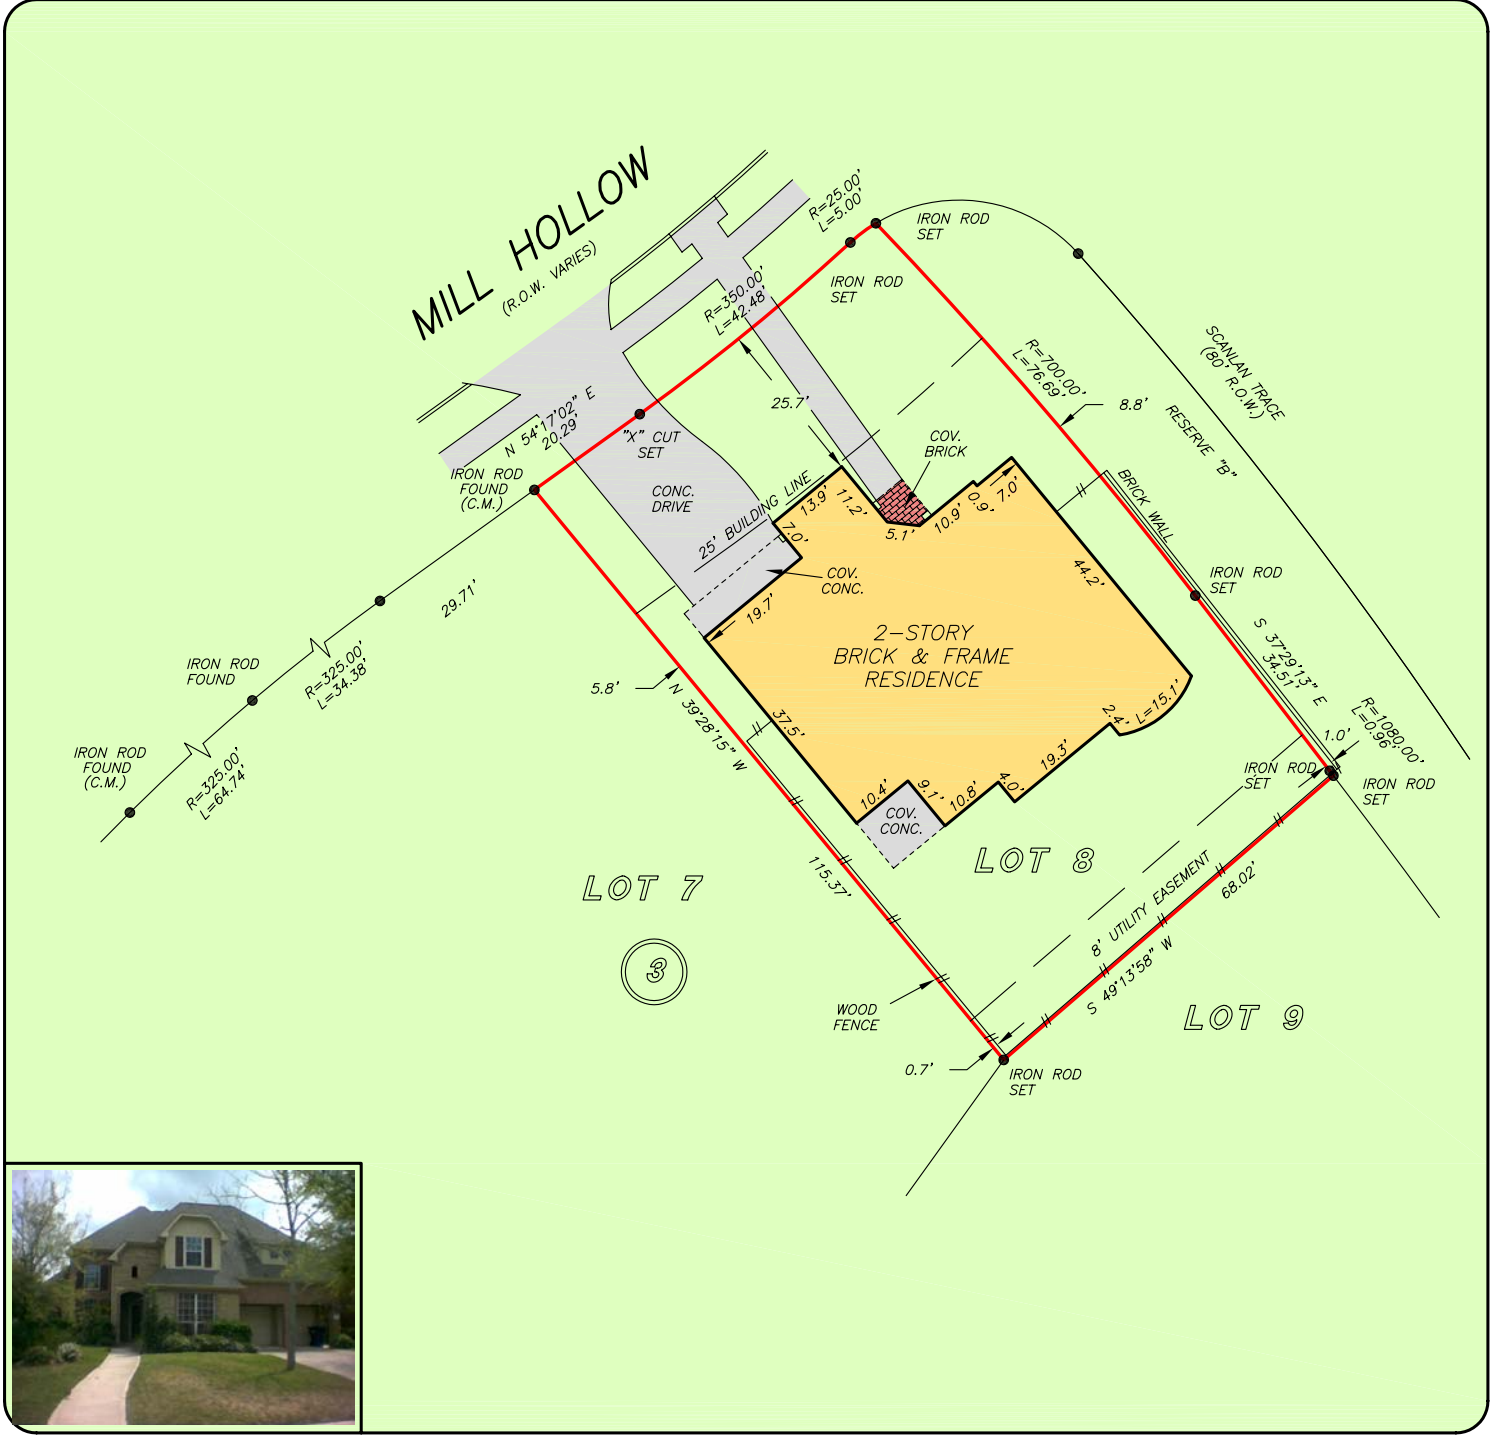 MILL HOLLOW
(R.O.W. VARIES)
R=25.00'
L=5.00'
IRON ROD
SET
IRON ROD
SET
R=350.00'
L=42.48'
SCANLAN TRACE
(80' R.O.W.)
R=700.00'
L=76.69'
8.8'
RESERVE "B"
25.7'
N 54°17'02" E
20.29'
"X" CUT
SET
COV.
BRICK
IRON ROD
FOUND
(C.M.)
CONC.
DRIVE
25' BUILDING LINE
13.9'
11.2'
7.0'
5.1'
10.9'
0.9'
7.0'
BRICK WALL
44.2'
IRON ROD
SET
COV.
CONC.
29.71'
19.7'
2-STORY
BRICK & FRAME
RESIDENCE
S 37°29'13" E
34.51'
IRON ROD
FOUND
R=325.00'
L=34.38'
5.8'
N 39°28'15" W
37.5'
2.4'
L=15.1'
19.3'
R=1080.00'
L=0.96'
1.0'
IRON ROD
FOUND
(C.M.)
R=325.00'
L=64.74'
IRON ROD
SET
IRON ROD
SET
10.4'
9.1'
10.8'
4.0'
COV.
CONC.
LOT 8
115.37'
LOT 7
8' UTILITY EASEMENT
68.02'
S 49°13'58" W
3
WOOD
FENCE
LOT 9
0.7'
IRON ROD
SET